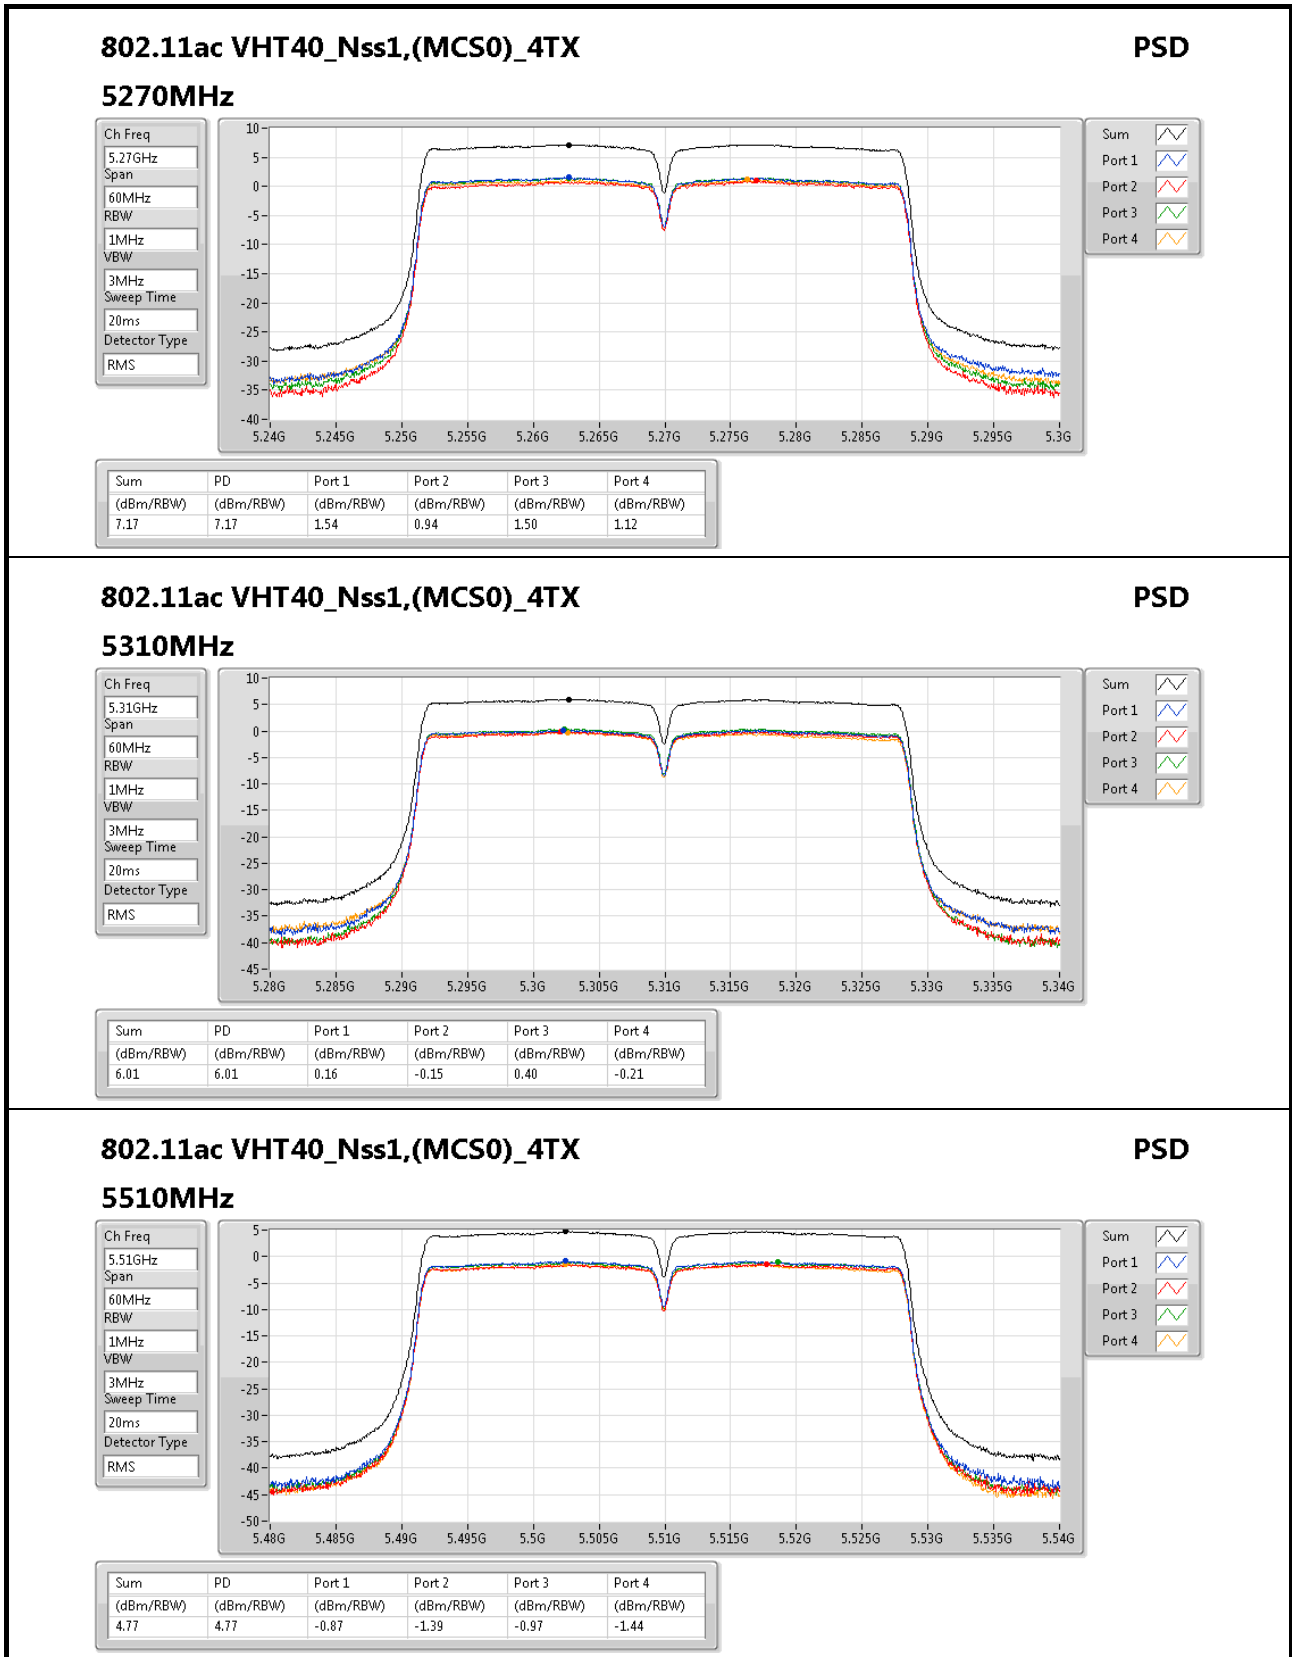 802.11ac VHT40_Nss1,(MCS0)_4TX PSD
5270MHz
Ch Freq
5.27GHz
Span
60MHz
RBW
1MHz
VBW
3MHz
Sweep Time
20ms
Detector Type
RMS
10
5
0
-5
-10
-15
-20
-25
-30
-35
-40
5.24G 5.245G 5.25G 5.255G 5.26G 5.265G 5.27G 5.275G 5.28G 5.285G 5.29G 5.295G 5.3G
Sum
Port 1
Port 2
Port 3
Port 4
Sum PD Port 1 Port 2 Port 3 Port 4
(dBm/RBW) (dBm/RBW) (dBm/RBW) (dBm/RBW) (dBm/RBW) (dBm/RBW)
7.17 7.17 1.54 0.94 1.50 1.12
802.11ac VHT40_Nss1,(MCS0)_4TX PSD
5310MHz
Ch Freq
5.31GHz
Span
60MHz
RBW
1MHz
VBW
3MHz
Sweep Time
20ms
Detector Type
RMS
10
5
0
-5
-10
-15
-20
-25
-30
-35
-40
-45
5.28G 5.285G 5.29G 5.295G 5.3G 5.305G 5.31G 5.315G 5.32G 5.325G 5.33G 5.335G 5.34G
Sum
Port 1
Port 2
Port 3
Port 4
Sum PD Port 1 Port 2 Port 3 Port 4
(dBm/RBW) (dBm/RBW) (dBm/RBW) (dBm/RBW) (dBm/RBW) (dBm/RBW)
6.01 6.01 0.16 -0.15 0.40 -0.21
802.11ac VHT40_Nss1,(MCS0)_4TX PSD
5510MHz
Ch Freq
5.51GHz
Span
60MHz
RBW
1MHz
VBW
3MHz
Sweep Time
20ms
Detector Type
RMS
5
0
-5
-10
-15
-20
-25
-30
-35
-40
-45
-50
5.48G 5.485G 5.49G 5.495G 5.5G 5.505G 5.51G 5.515G 5.52G 5.525G 5.53G 5.535G 5.54G
Sum
Port 1
Port 2
Port 3
Port 4
Sum PD Port 1 Port 2 Port 3 Port 4
(dBm/RBW) (dBm/RBW) (dBm/RBW) (dBm/RBW) (dBm/RBW) (dBm/RBW)
4.77 4.77 -0.87 -1.39 -0.97 -1.44